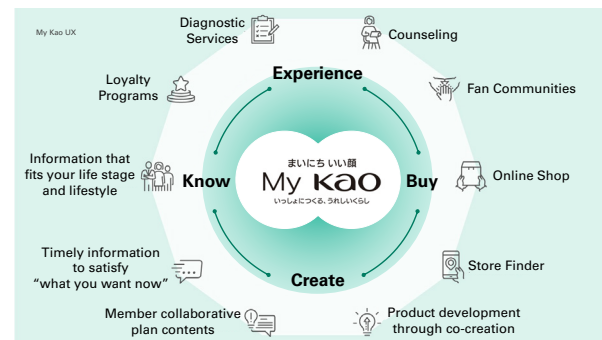 My Kao UX
Diagnostic
Services
Counseling
Loyalty
Programs
Experience
Fan Communities
Information that
fits your life stage
and lifestyle
Know
まいにち いい顔
My Kao
いっしょにつくる、うれしいくらし
Buy
Online Shop
Timely information
to satisfy
“what you want now”
Create
Store Finder
Member collaborative
plan contents
Product development
through co-creation